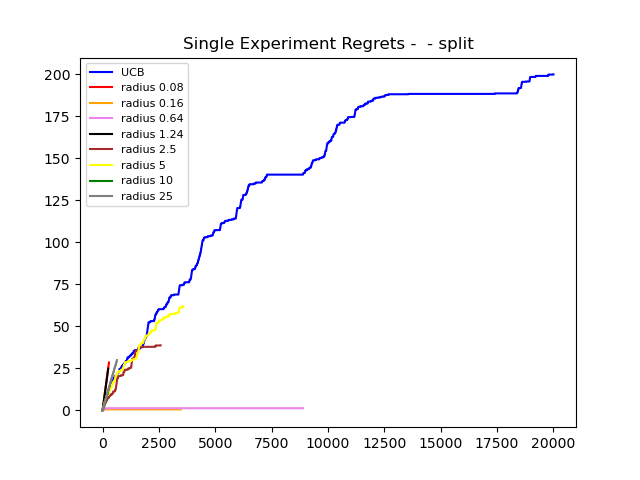 Single Experiment Regrets -  - split
UCB
radius 0.08
radius 0.16
radius 0.64
radius 1.24
radius 2.5
radius 5
radius 10
radius 25
200
175
150
125
100
75
50
25
0
0 2500 5000 7500 10000 12500 15000 17500 20000